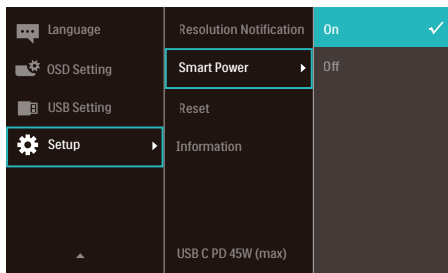 Language
OSD Setting
USB Setting
Setup
Resolution Notification
Smart Power
Reset
Information
USB C PD 45W (max)
On
Off